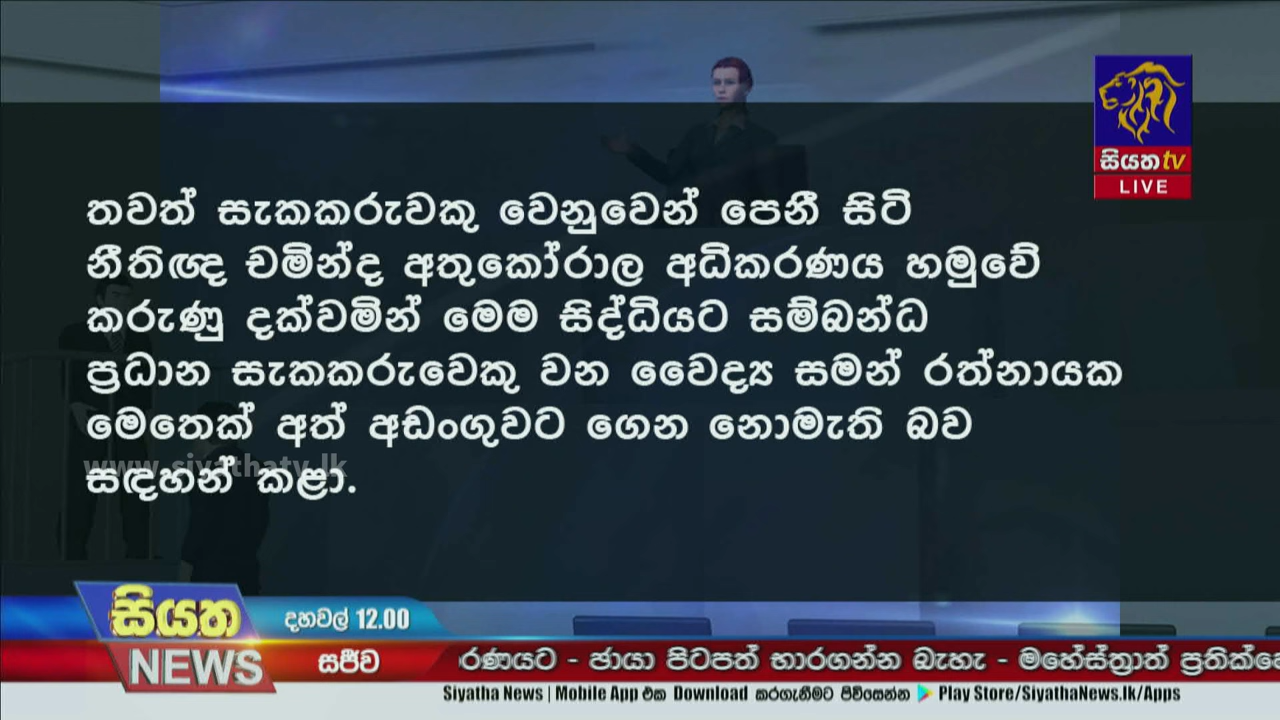 සියත tv
LIVE
තවත් සැකකරුවකු වෙනුවෙන් පෙනී සිටි
නීතිඥ චමින්ද අතුකෝරාල අධිකරණය හමුවේ
කරුණු දක්වමින් මෙම සිද්ධියට සම්බන්ධ
ප්‍රධාන සැකකරුවෙකු වන වෛද්‍ය සමන් රත්නායක
මෙතෙක් අත් අඩංගුවට ගෙන නොමැති බව
www.siyathatv.lk
සඳහන් කළා.
සියත
NEWS
දහවල් 12.00
සජීව
- ඡායා පිටපත් භාරගන්න බැහැ - මහේස්ත්‍රාත්
Siyatha News | Mobile App එක Download කරගැනීමට පිවිසෙන්න Play Store/SiyathaNews.lk/Apps